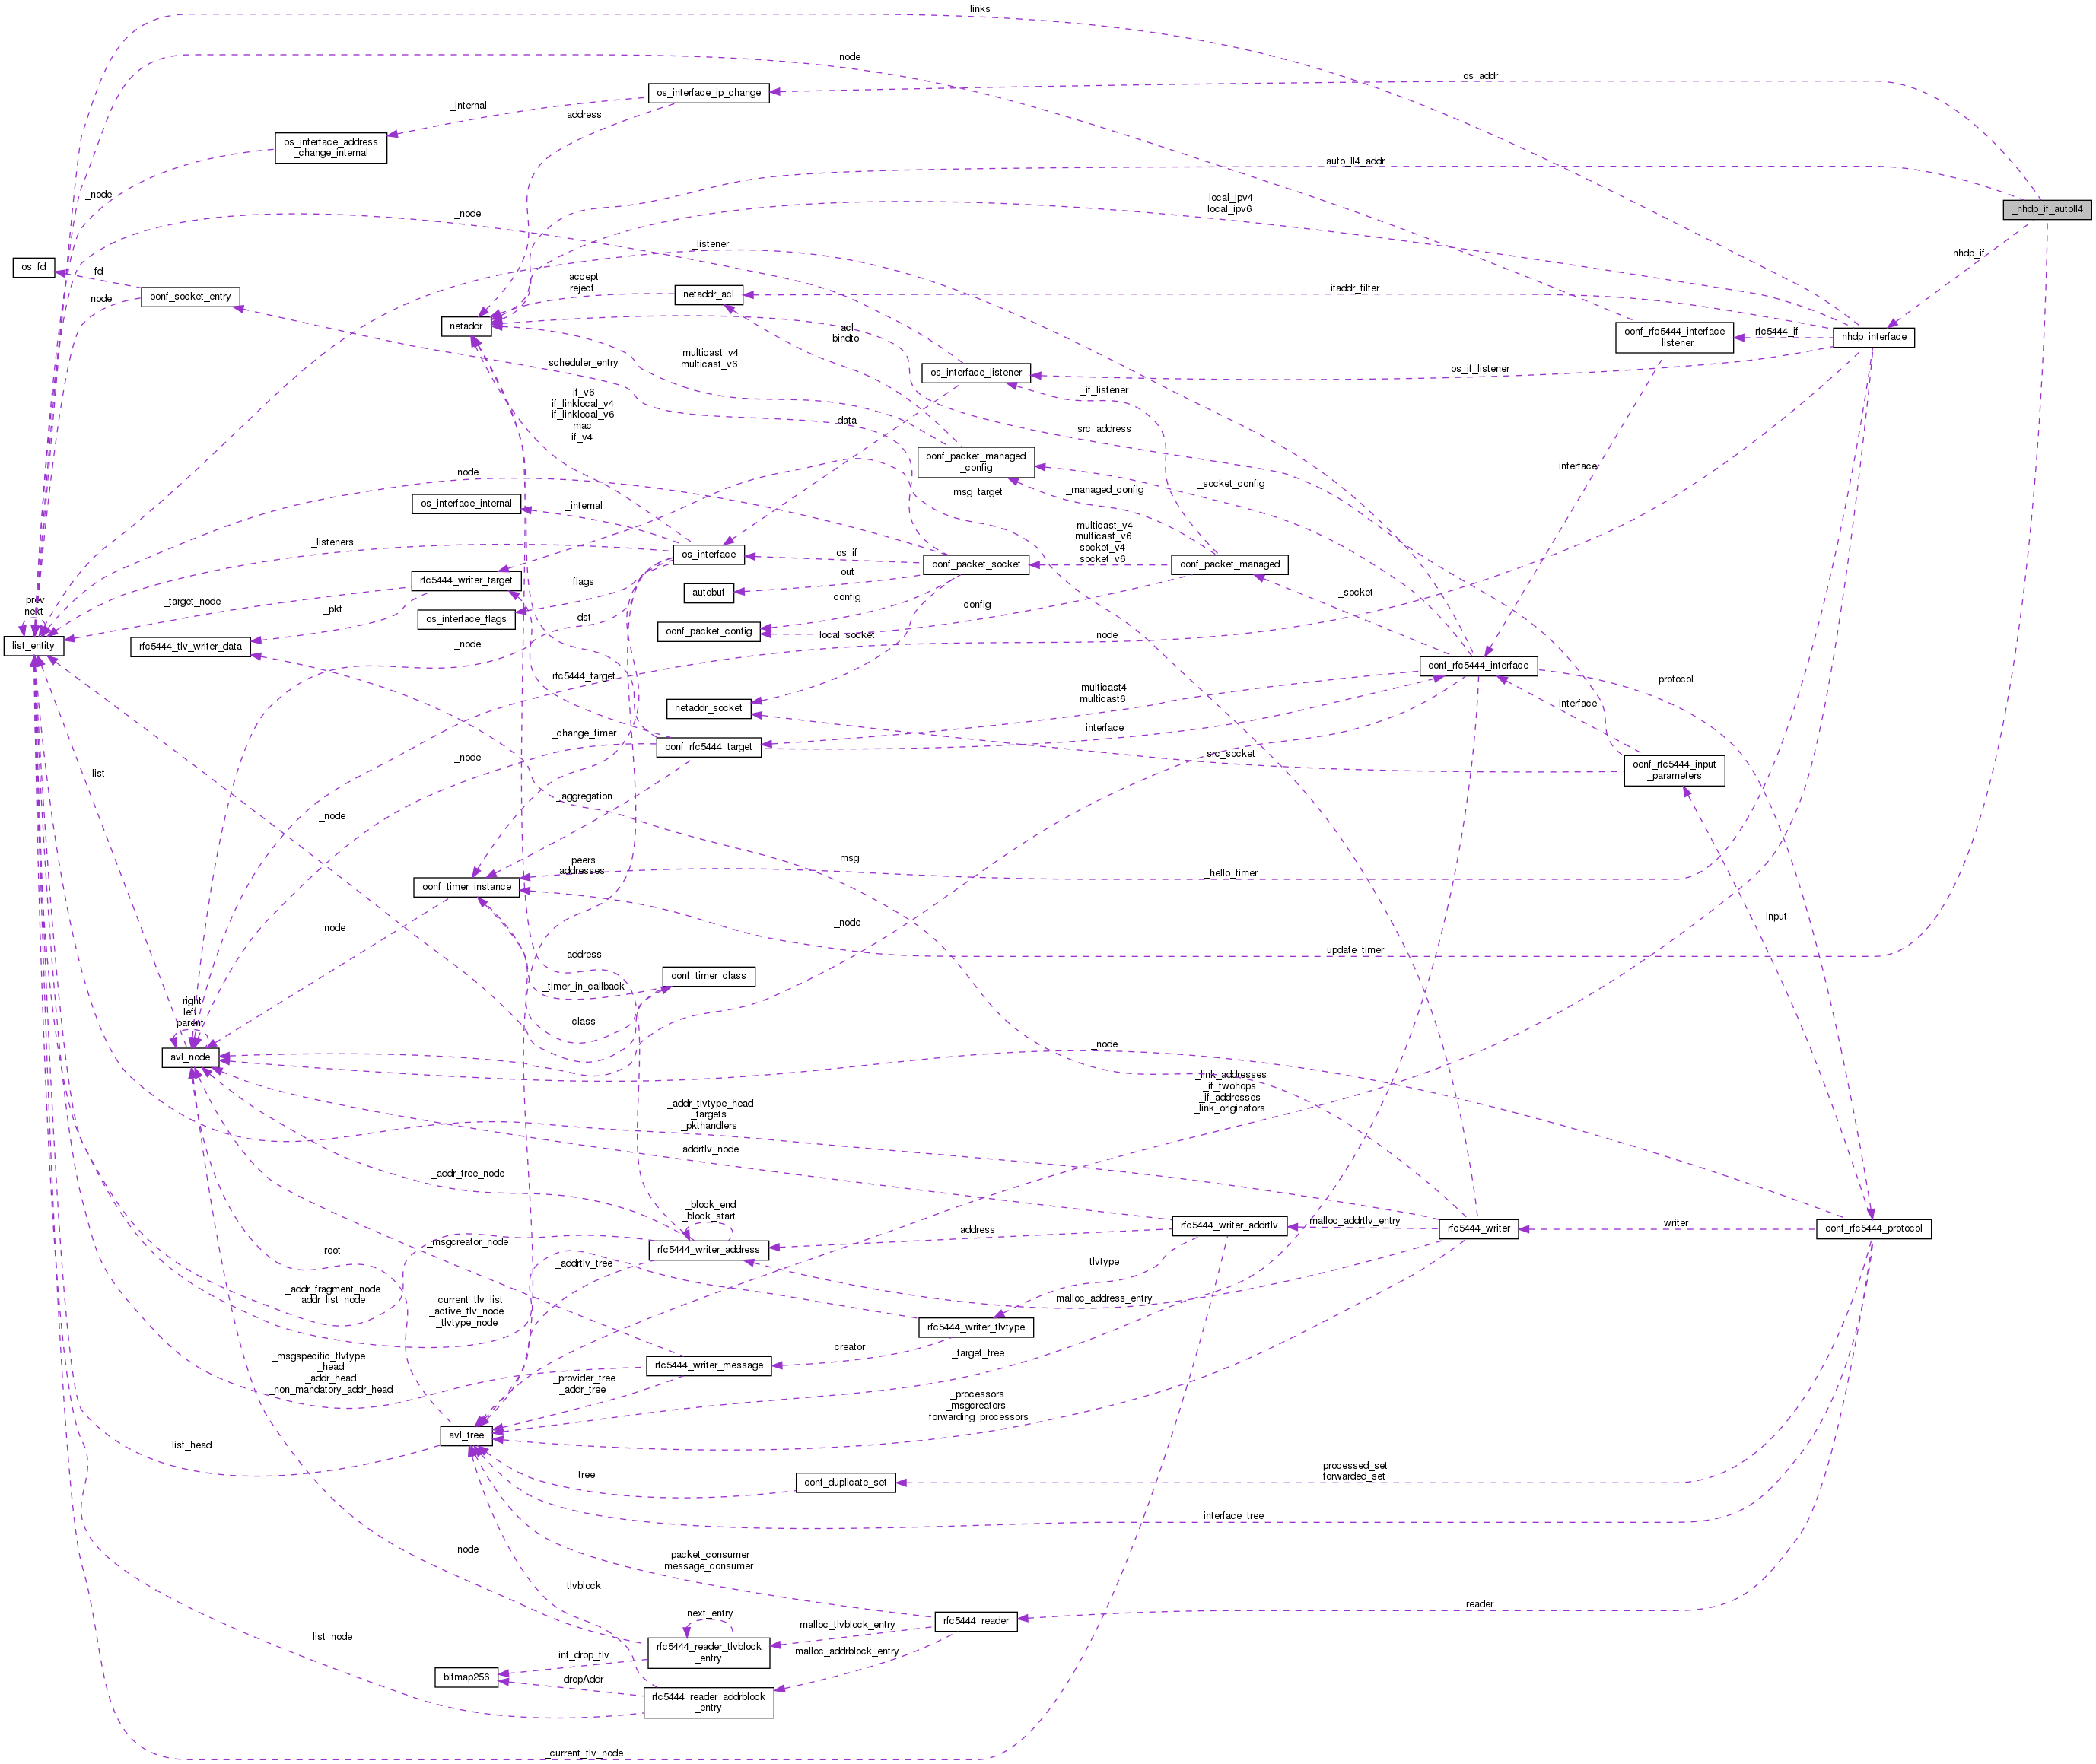 _links
_node
os_addr
os_interface_ip_change
_internal
address
os_interface_address
_change_internal
auto_ll4_addr
_node
local_ipv4
local_ipv6
_nhdp_if_autoll4
_node
_listener
nhdp_if
os_fd
fd
oonf_socket_entry
_node
accept
reject
netaddr_acl
ifaddr_filter
netaddr
acl
bindto
oonf_rfc5444_interface
_listener
rfc5444_if
nhdp_interface
scheduler_entry
multicast_v4
multicast_v6
os_interface_listener
os_if_listener
if_v6
if_linklocal_v4
if_linklocal_v6
mac
if_v4
_if_listener
data
src_address
oonf_packet_managed
_config
interface
node
_socket_config
_managed_config
msg_target
os_interface_internal
_internal
multicast_v4
multicast_v6
socket_v4
socket_v6
_listeners
os_interface
os_if
oonf_packet_socket
oonf_packet_managed
rfc5444_writer_target
flags
out
autobuf
_socket
prev
next
_target_node
_pkt
config
config
os_interface_flags
dst
oonf_packet_config
local_socket
_node
list_entity
rfc5444_tlv_writer_data
_node
oonf_rfc5444_interface
rfc5444_target
protocol
multicast4
multicast6
netaddr_socket
interface
_change_timer
oonf_rfc5444_target
interface
src_socket
_node
list
oonf_rfc5444_input
_parameters
_aggregation
_node
_msg
peers
addresses
_hello_timer
oonf_timer_instance
_node
_node
input
address
update_timer
oonf_timer_class
_timer_in_callback
right
left
parent
class
avl_node
_node
_link_addresses
_if_twohops
_if_addresses
_link_originators
_addr_tlvtype_head
_targets
_pkthandlers
addrtlv_node
_addr_tree_node
_block_end
_block_start
rfc5444_writer_addrtlv
malloc_addrtlv_entry
rfc5444_writer
writer
oonf_rfc5444_protocol
address
_msgcreator_node
rfc5444_writer_address
root
_addrtlv_tree
tlvtype
_addr_fragment_node
_addr_list_node
malloc_address_entry
_current_tlv_list
_active_tlv_node
_tlvtype_node
rfc5444_writer_tlvtype
_creator
_target_tree
_msgspecific_tlvtype
_head
_addr_head
_non_mandatory_addr_head
rfc5444_writer_message
_provider_tree
_addr_tree
_processors
_msgcreators
_forwarding_processors
avl_tree
list_head
_tree
oonf_duplicate_set
processed_set
forwarded_set
_interface_tree
node
packet_consumer
message_consumer
tlvblock
reader
next_entry
rfc5444_reader
malloc_tlvblock_entry
list_node
rfc5444_reader_tlvblock
_entry
int_drop_tlv
malloc_addrblock_entry
bitmap256
dropAddr
rfc5444_reader_addrblock
_entry
_current_tlv_node